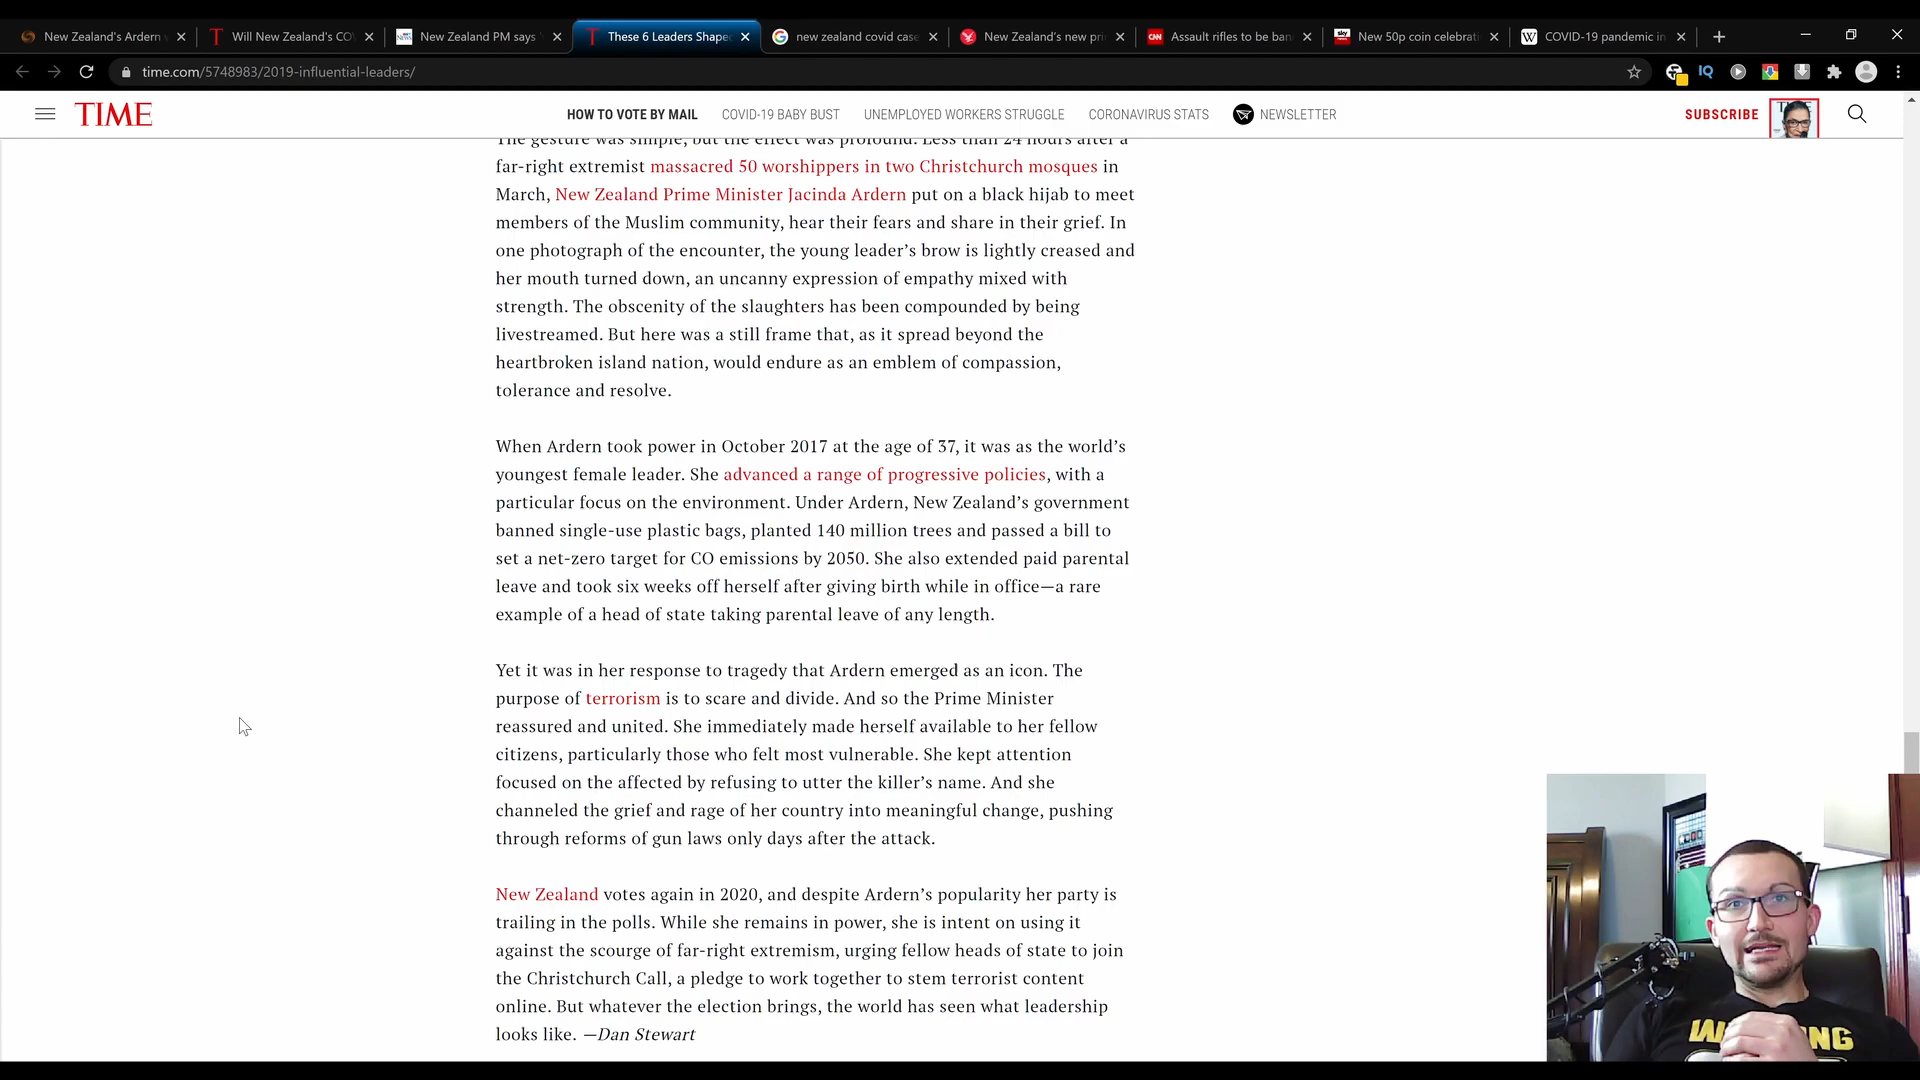 New Zealand's Ardern
Will New Zealand's CO
New Zealand PM says
These 6 Leaders Shaped
new zealand covid case
New Zealand's new pri
Assault rifles to be ban
New 50p coin celebrati
COVID-19 pandemic in
time.com/5748983/2019-influential-leaders/
TIME
HOW TO VOTE BY MAIL
COVID-19 BABY BUST
UNEMPLOYED WORKERS STRUGGLE
CORONAVIRUS STATS
NEWSLETTER
SUBSCRIBE
The gesture was simple, but the effect was profound. Less than 24 hours after a
far-right extremist massacred 50 worshippers in two Christchurch mosques in
March, New Zealand Prime Minister Jacinda Ardern put on a black hijab to meet
members of the Muslim community, hear their fears and share in their grief. In
one photograph of the encounter, the young leader's brow is lightly creased and
her mouth turned down, an uncanny expression of empathy mixed with
strength. The obscenity of the slaughters has been compounded by being
livestreamed. But here was a still frame that, as it spread beyond the
heartbroken island nation, would endure as an emblem of compassion,
tolerance and resolve.
When Ardern took power in October 2017 at the age of 37, it was as the world's
youngest female leader. She advanced a range of progressive policies, with a
particular focus on the environment. Under Ardern, New Zealand's government
banned single-use plastic bags, planted 140 million trees and passed a bill to
set a net-zero target for CO emissions by 2050. She also extended paid parental
leave and took six weeks off herself after giving birth while in office—a rare
example of a head of state taking parental leave of any length.
Yet it was in her response to tragedy that Ardern emerged as an icon. The
purpose of terrorism is to scare and divide. And so the Prime Minister
reassured and united. She immediately made herself available to her fellow
citizens, particularly those who felt most vulnerable. She kept attention
focused on the affected by refusing to utter the killer's name. And she
channeled the grief and rage of her country into meaningful change, pushing
through reforms of gun laws only days after the attack.
New Zealand votes again in 2020, and despite Ardern's popularity her party is
trailing in the polls. While she remains in power, she is intent on using it
against the scourge of far-right extremism, urging fellow heads of state to join
the Christchurch Call, a pledge to work together to stem terrorist content
online. But whatever the election brings, the world has seen what leadership
looks like. —Dan Stewart